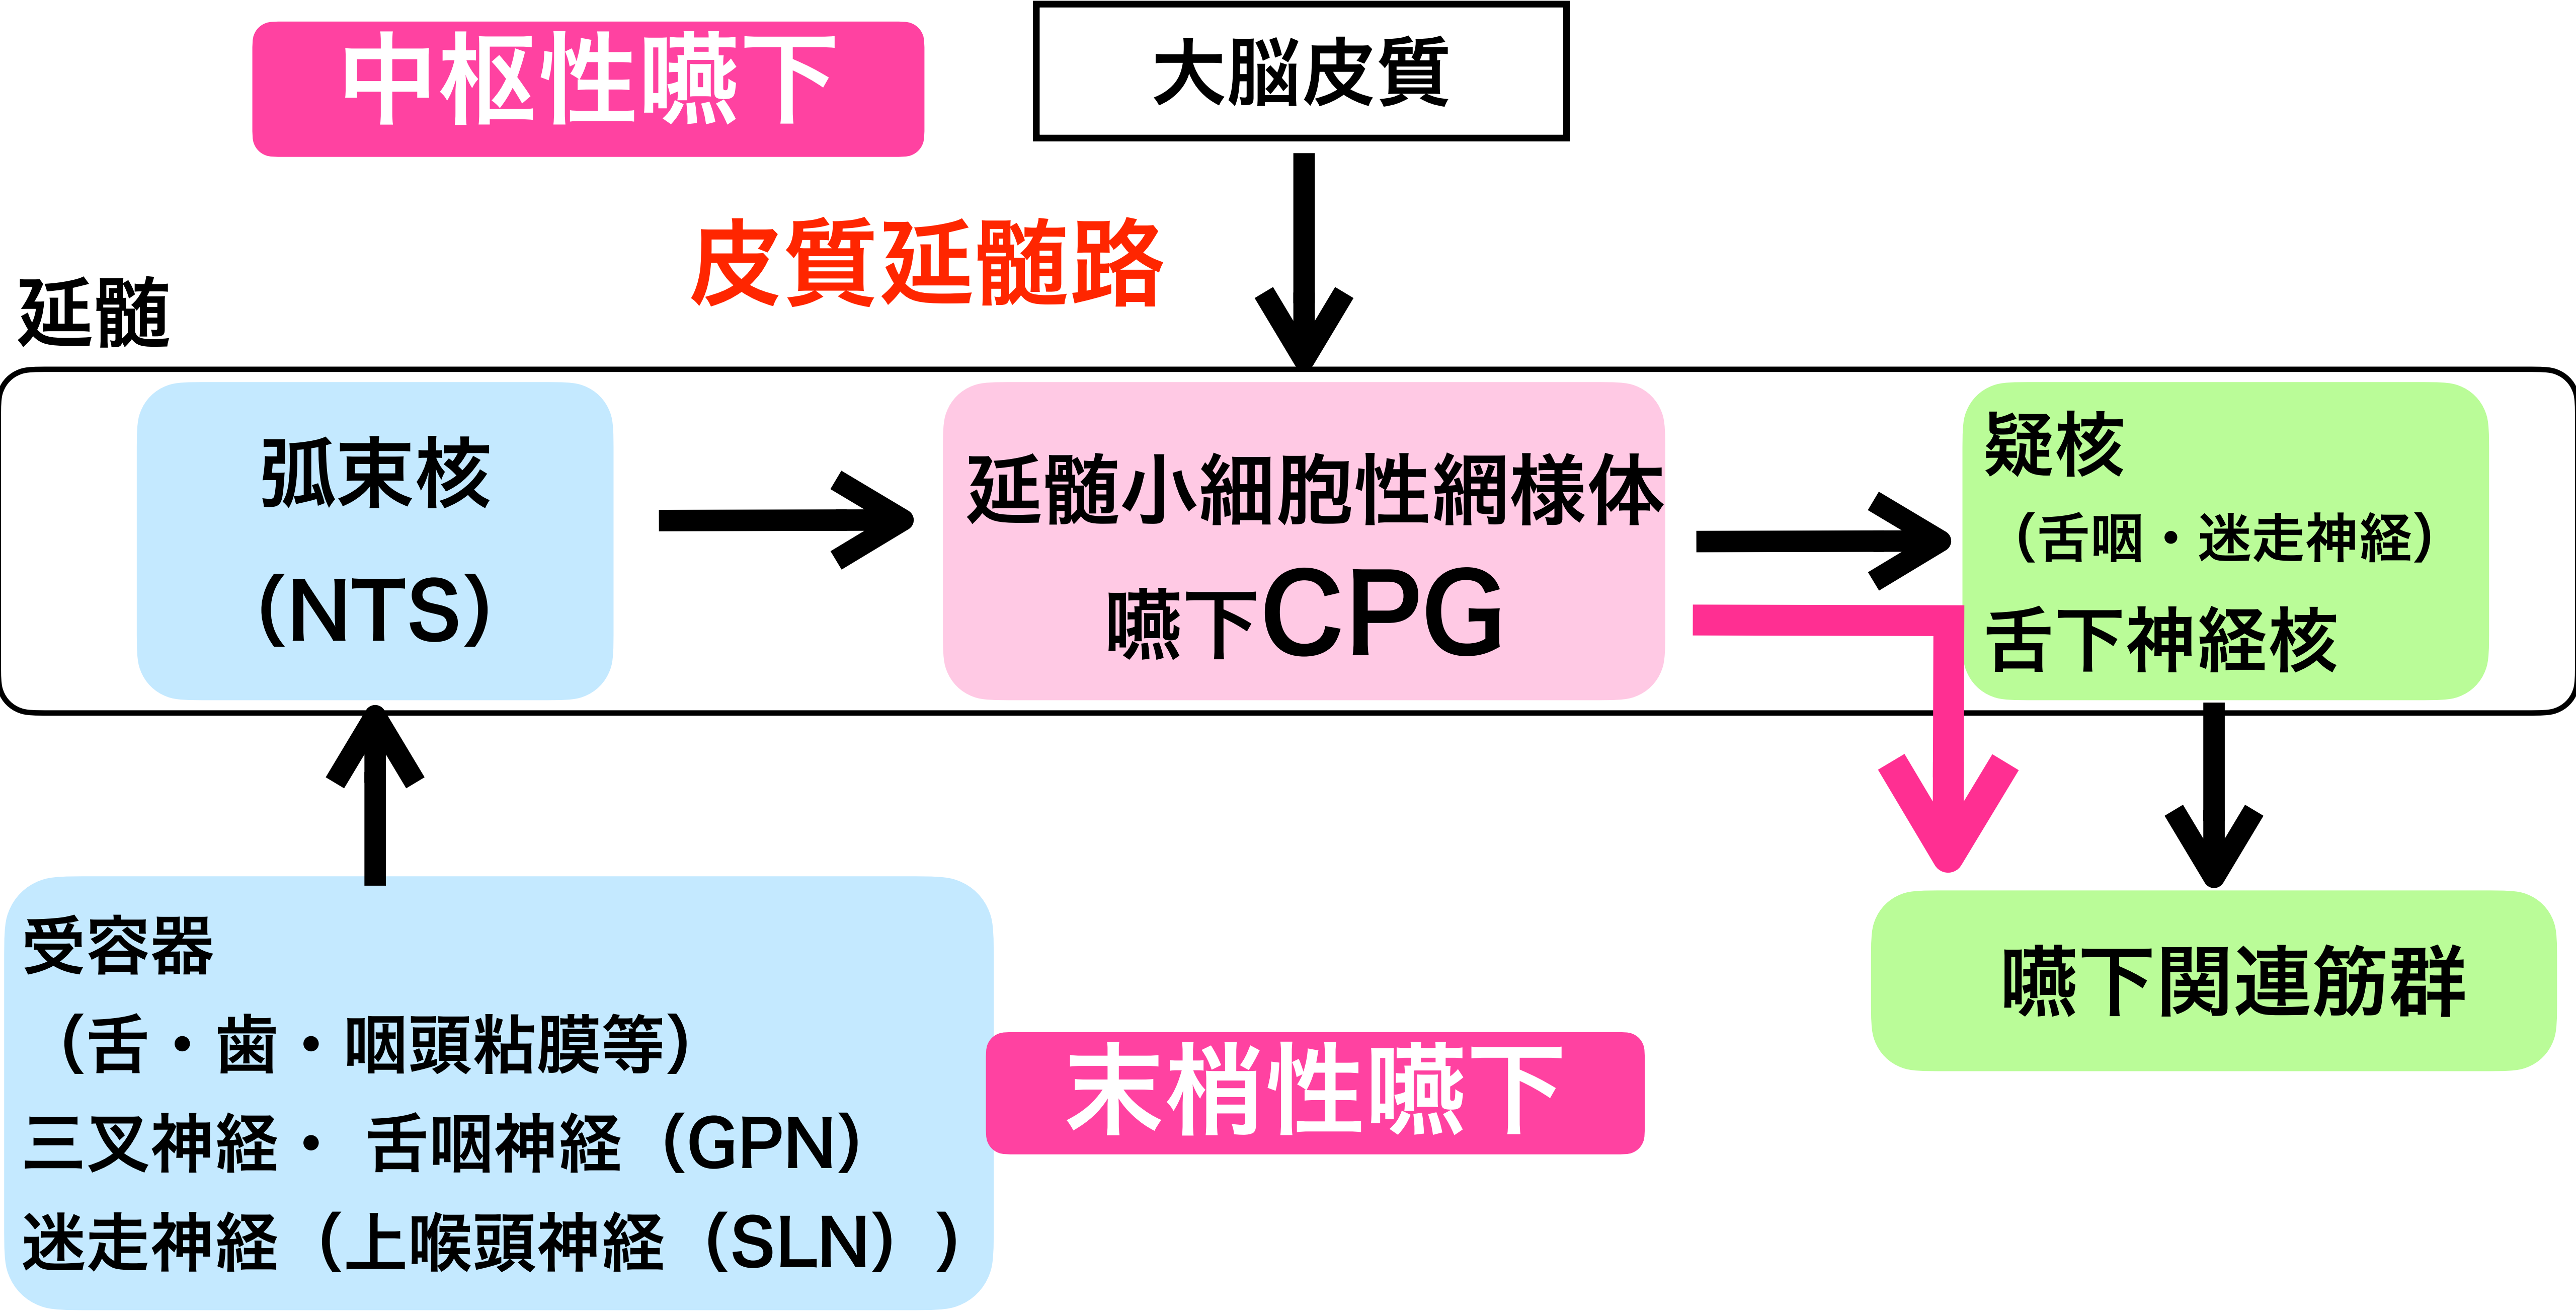 中枢性嚥下
大脳皮質
皮質延髄路
延髄
弧束核
（NTS）
延髄小細胞性網様体
嚥下CPG
疑核
（舌咽・迷走神経）
舌下神経核
受容器
（舌・歯・咽頭粘膜等）
三叉神経・ 舌咽神経（GPN）
迷走神経（上喉頭神経（SLN））
末梢性嚥下
嚥下関連筋群